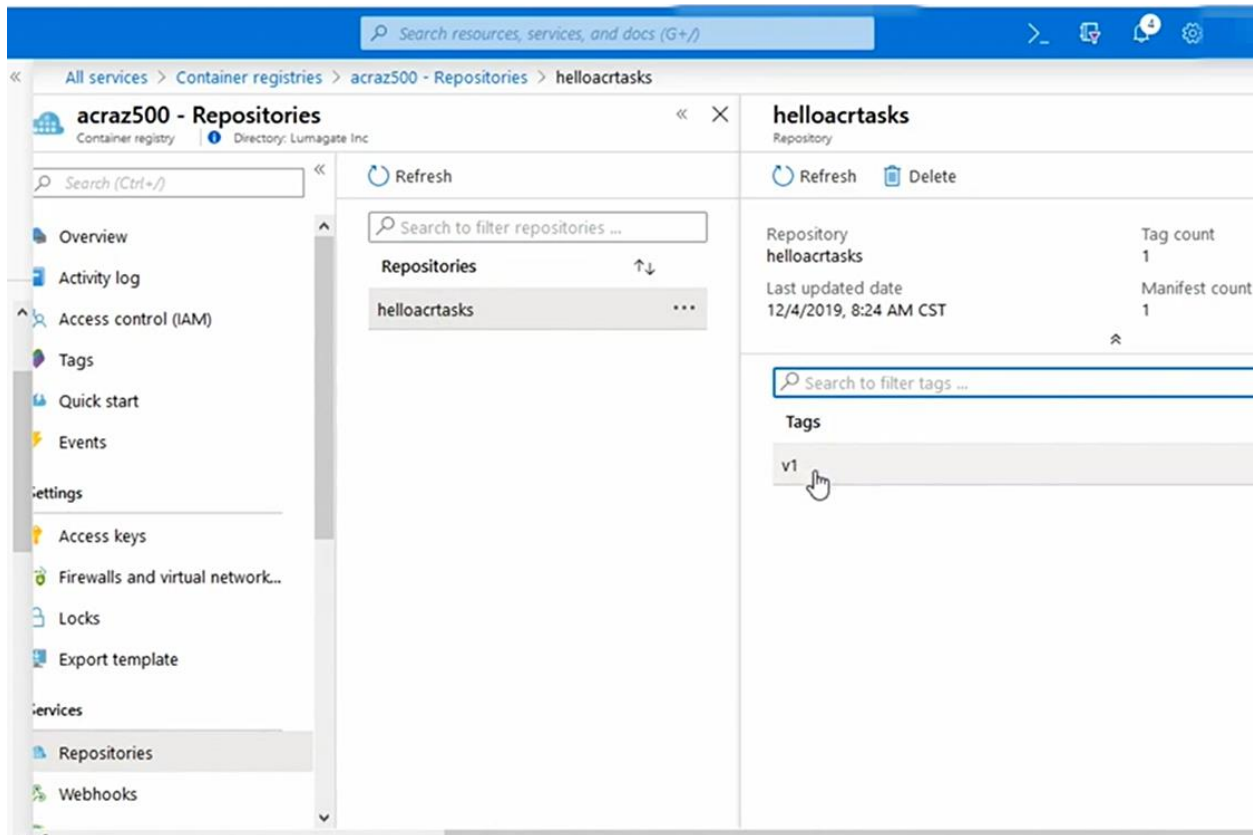 Search resources, services, and docs (G+/)
4
All services > Container registries > acraz500 - Repositories > helloacrtasks
acraz500 - Repositories
Container registry
Directory: Lumagate Inc
Search (Ctrl+/)
Overview
Activity log
Access control (IAM)
Tags
Quick start
Events
Settings
Access keys
Firewalls and virtual network...
Locks
Export template
Services
Repositories
Webhooks
Refresh
Search to filter repositories ...
Repositories
helloacrtasks
helloacrtasks
Repository
Refresh
Delete
Repository
helloacrtasks
Tag count
1
Last updated date
12/4/2019, 8:24 AM CST
Manifest count
1
Search to filter tags ...
Tags
v1